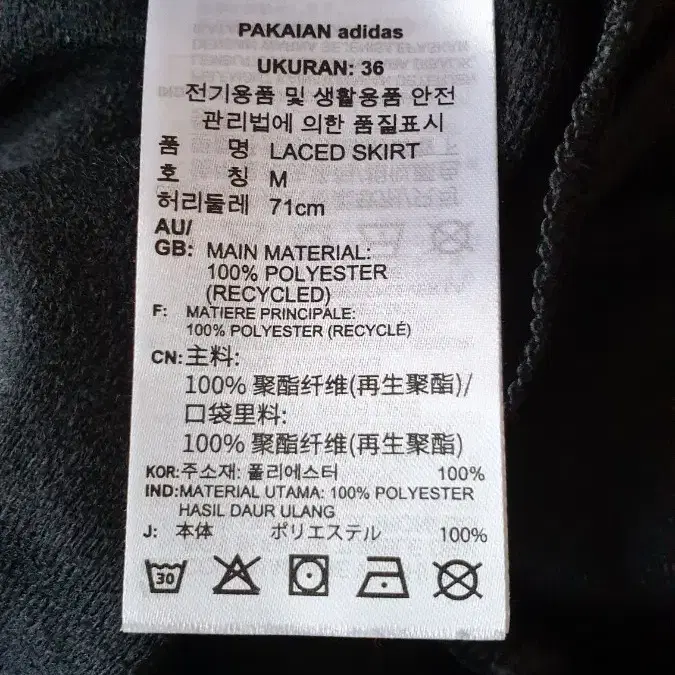 PAKAIAN adidas
UKURAN: 36
전기용품 및 생활용품 안전
관리법에 의한 품질표시
품 명 LACED SKIRT
호 칭 M
허리둘레 71cm
AU/
GB: MAIN MATERIAL:
100% POLYESTER
(RECYCLED)
F: MATIERE PRINCIPALE:
100% POLYESTER (RECYCLÉ)
CN:主料:
100% 聚酯纤维(再生聚酯)/
口袋里料:
100% 聚酯纤维(再生聚酯)
KOR:주소재: 폴리에스터 100%
IND:MATERIAL UTAMA: 100% POLYESTER
HASIL DAUR ULANG
J: 本体 ポリエステル 100%
30